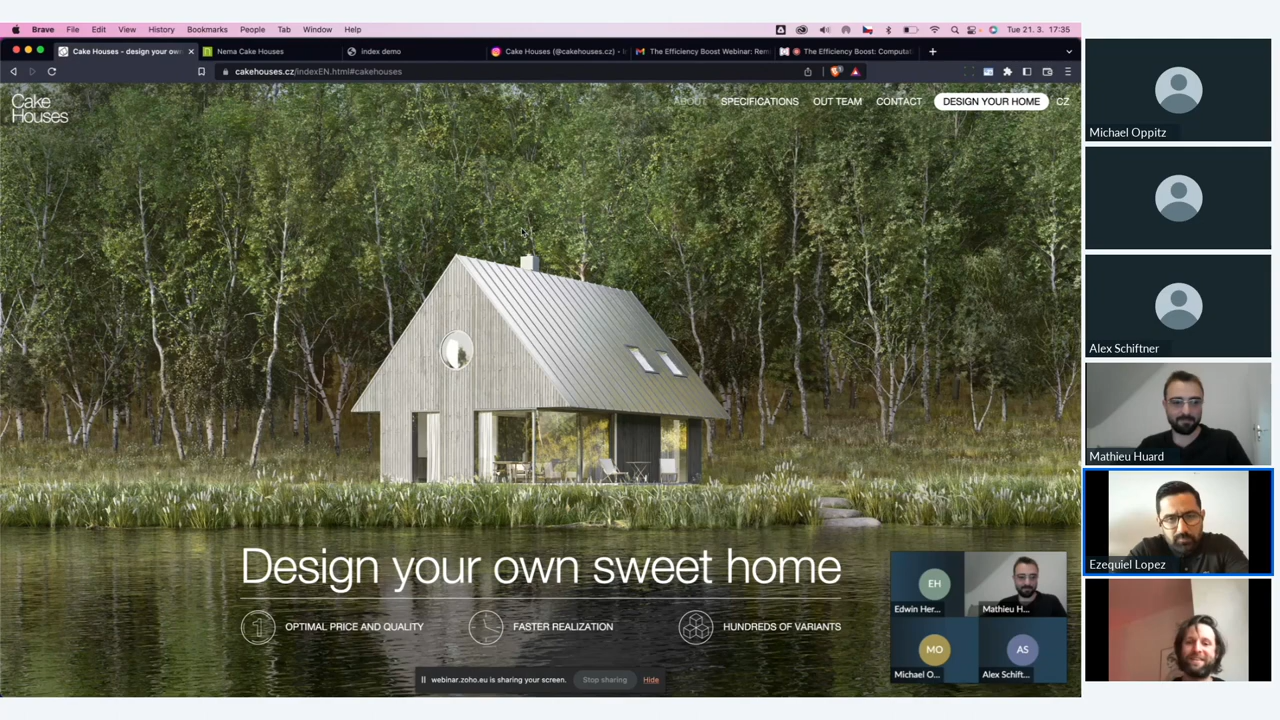 Brave File Edit View History Bookmarks People Tab Window Help Tue 21. 3. 17:35
Cake Houses - design your own
Nema Cake Houses
index demo
Cake Houses (@cakehouses.cz) •
The Efficiency Boost Webinar: Rem
The Efficiency Boost: Computat
cakehouses.cz/indexEN.html#cakehouses
Cake
Houses
ABOUT SPECIFICATIONS OUT TEAM CONTACT DESIGN YOUR HOME CZ
Design your own sweet home
1 OPTIMAL PRICE AND QUALITY
FASTER REALIZATION
HUNDREDS OF VARIANTS
EH
Edwin Her...
Mathieu H...
MO
Michael O...
AS
Alex Schift...
webinar.zoho.eu is sharing your screen. Stop sharing Hide
Michael Oppitz
Alex Schiftner
Mathieu Huard
Ezequiel Lopez